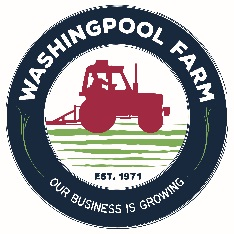 WASHINGPOOL FARM
EST. 1971
OUR BUSINESS IS GROWING